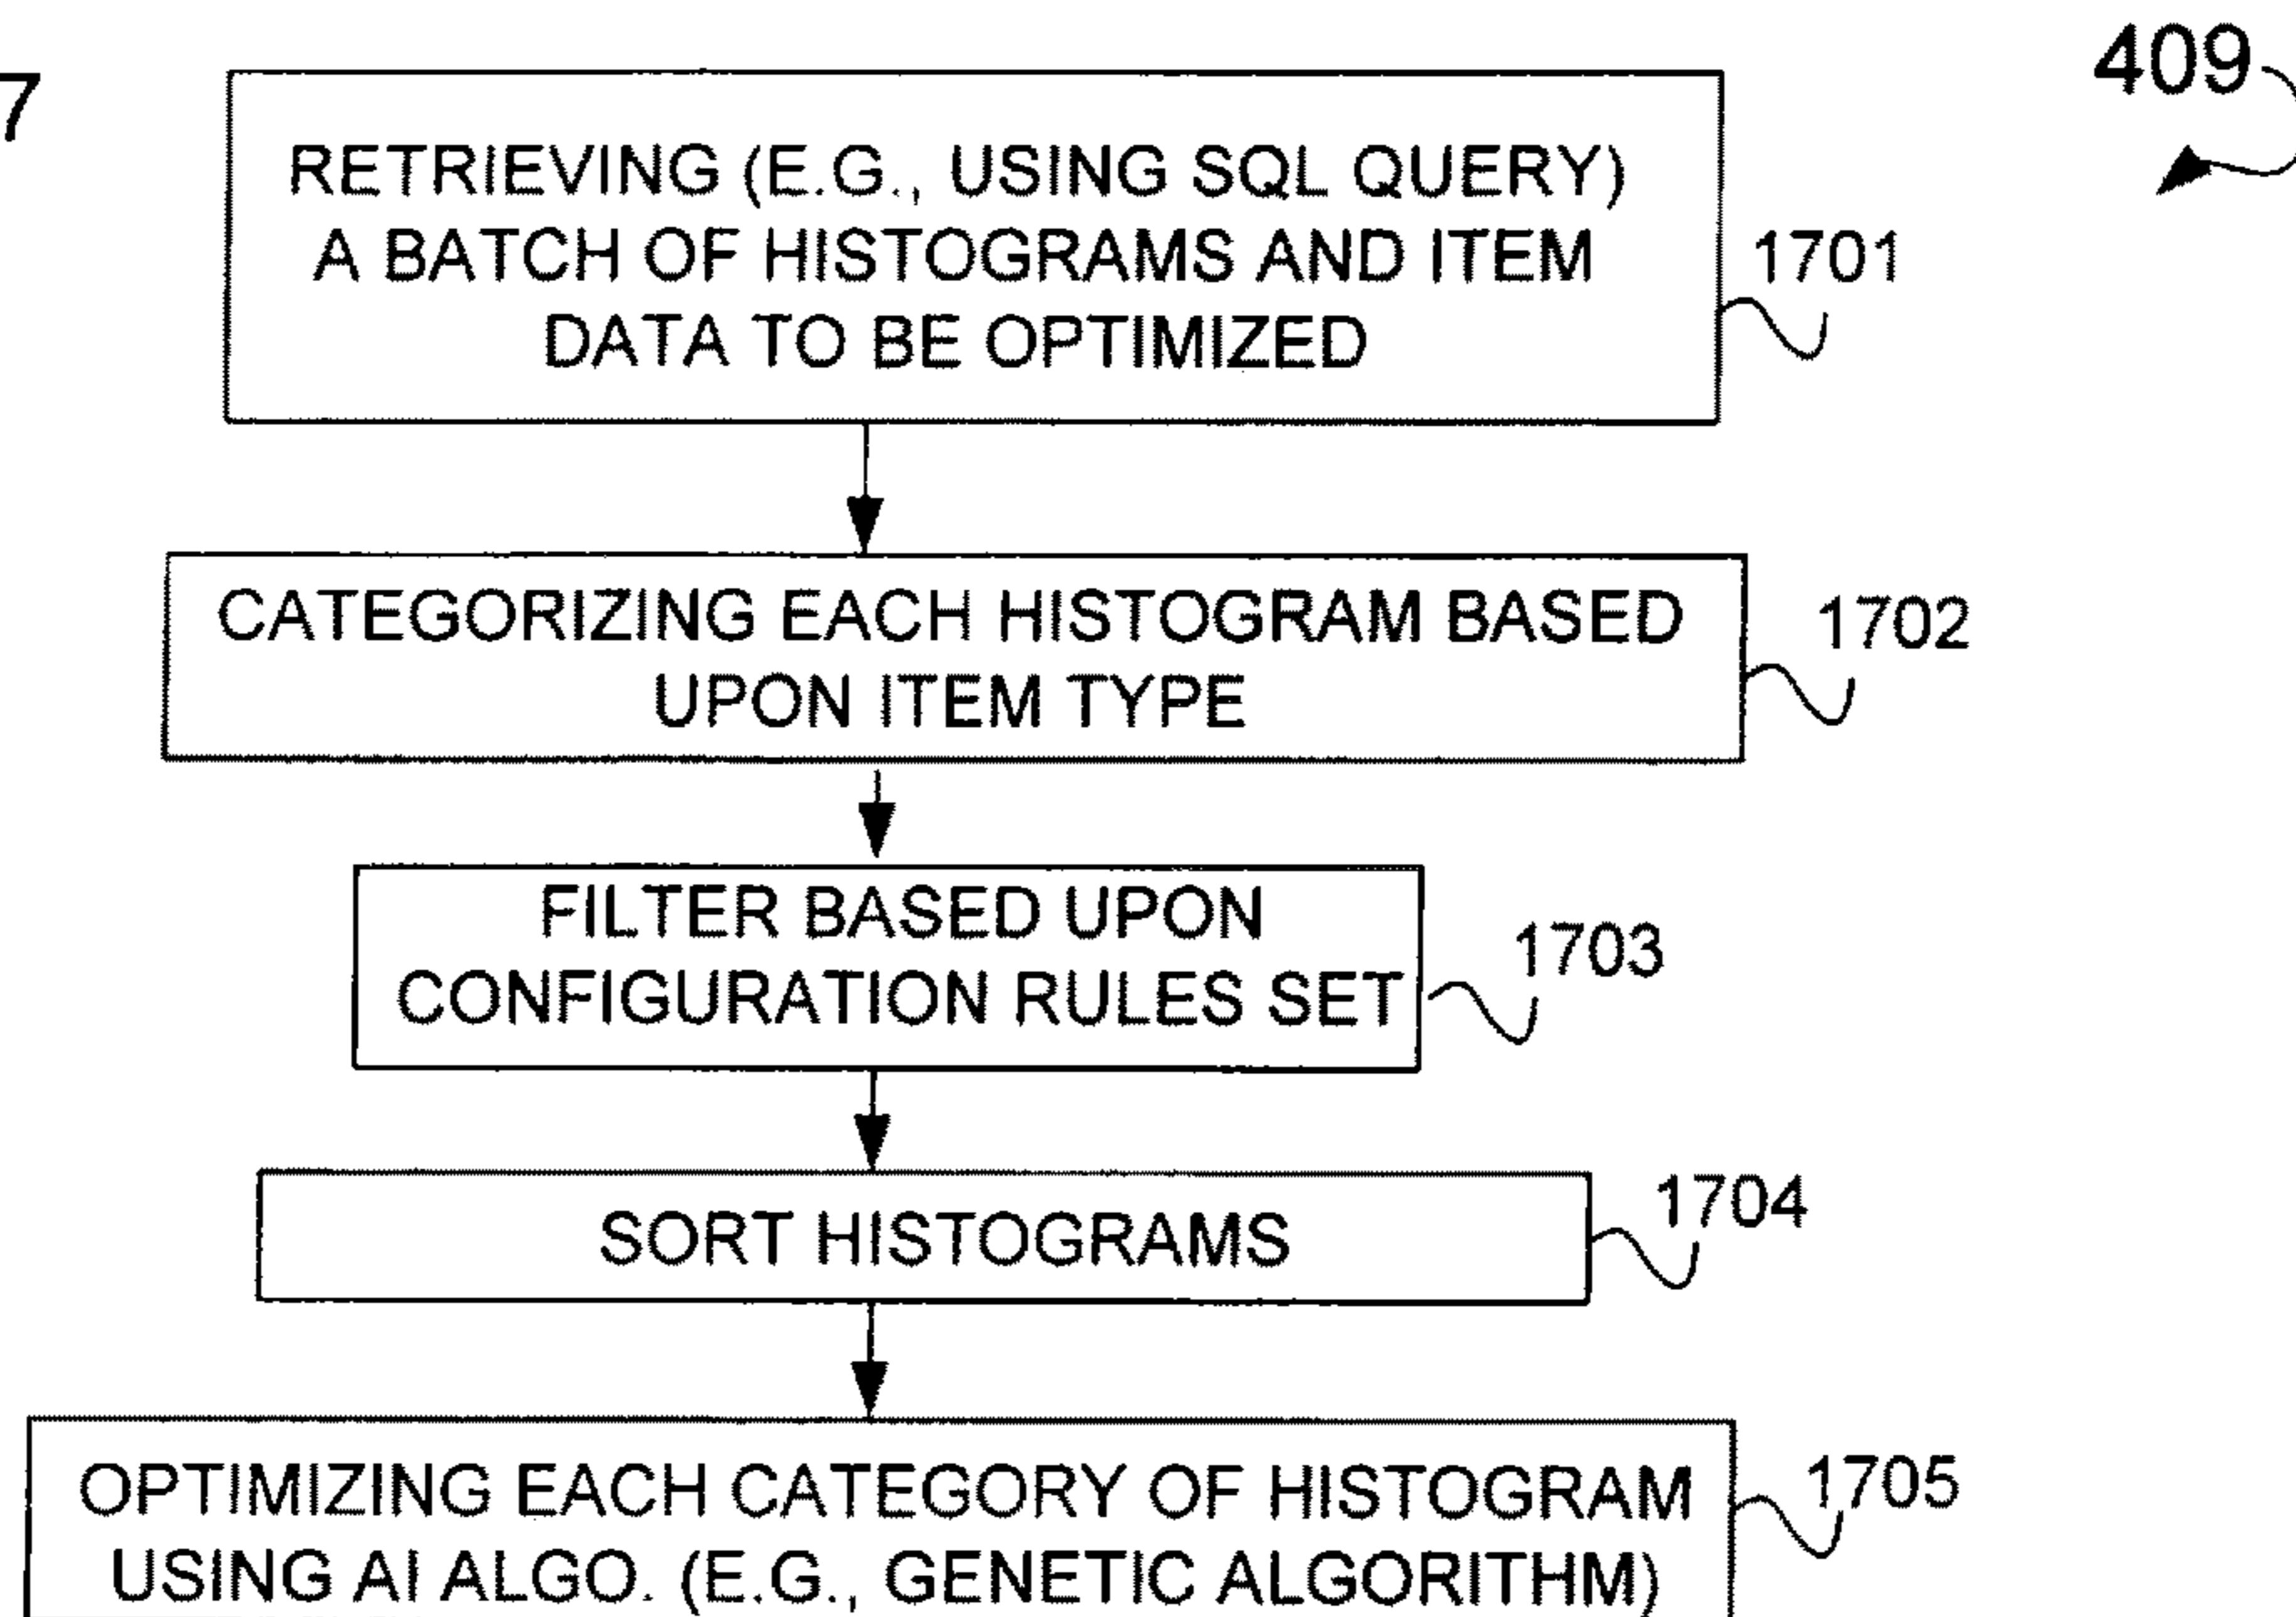 7
409
RETRIEVING (E.G., USING SQL QUERY)
A BATCH OF HISTOGRAMS AND ITEM
DATA TO BE OPTIMIZED
1701
CATEGORIZING EACH HISTOGRAM BASED
UPON ITEM TYPE
1702
FILTER BASED UPON
CONFIGURATION RULES SET
1703
SORT HISTOGRAMS
1704
OPTIMIZING EACH CATEGORY OF HISTOGRAM
USING AI ALGO. (E.G., GENETIC ALGORITHM)
1705